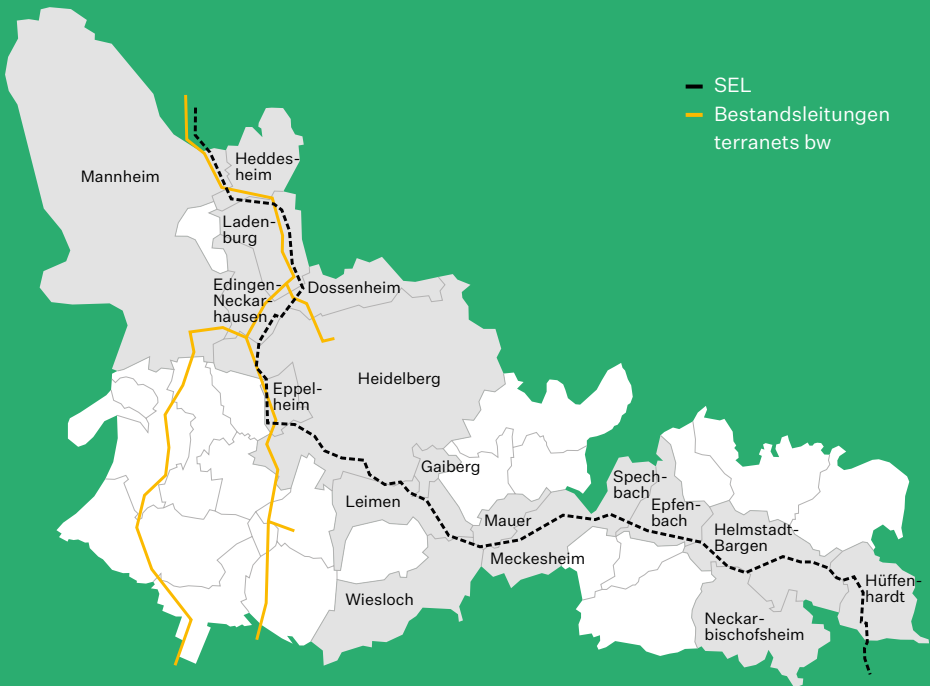 SEL
Bestandsleitungen
terranets bw
Heddes-
heim
Mannheim
Laden-
burg
Edingen-
Neckar-
hausen
Dossenheim
Heidelberg
Eppel-
heim
Gaiberg
Leimen
Spech-
bach
Epfen-
bach
Mauer
Helmstadt-
Bargen
Meckesheim
Hüffen-
hardt
Wiesloch
Neckar-
bischofsheim